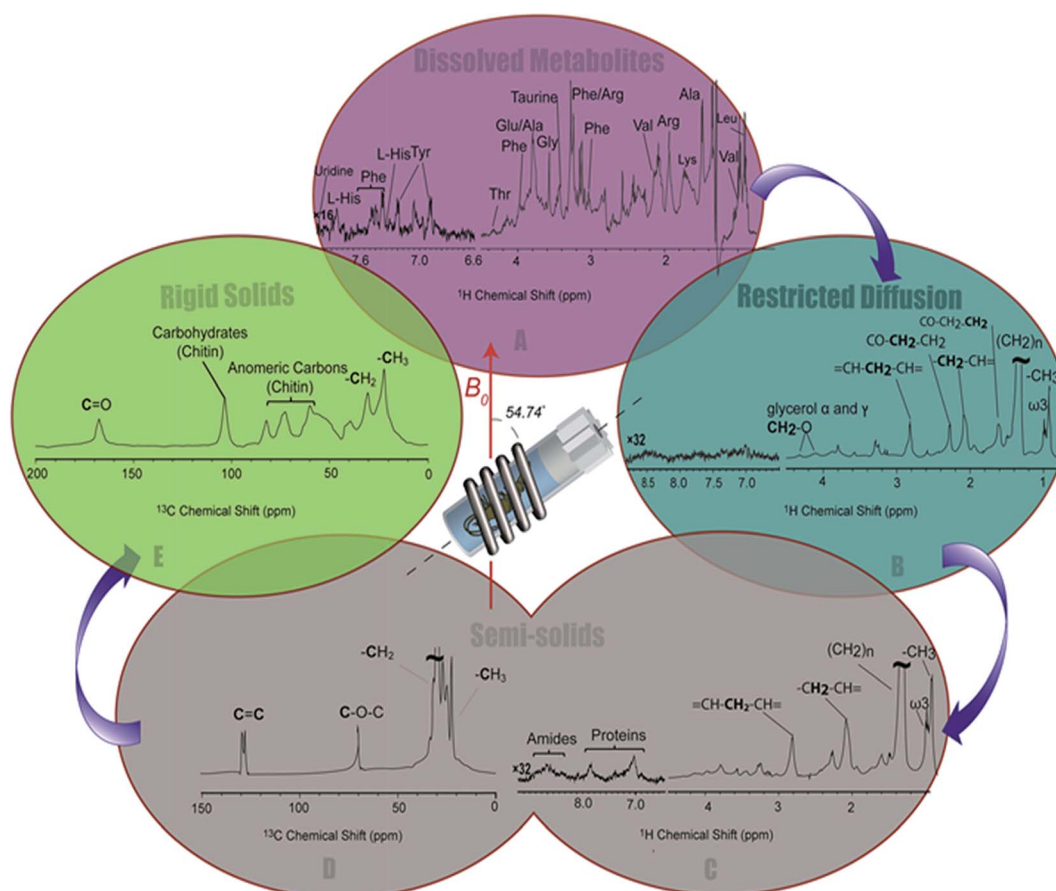 Dissolved Metabolites
Taurine
Phe/Arg
Ala
Glu/Ala
Phe
Gly
Phe
Val
Arg
Leu
Lys
Val
L-His
Tyr
Uridine
Phe
L-His
Thr
×16
7.6
7.0
6.6
4
3
2
1
¹H Chemical Shift (ppm)
A
Rigid Solids
Carbohydrates
(Chitin)
Anomeric Carbons
(Chitin)
-CH₃
-CH₂
C=O
200
150
100
50
0
¹³C Chemical Shift (ppm)
E
B₀
54.74°
Restricted Diffusion
CO-CH2-CH2
CO-CH2-CH2
(CH2)n
-CH2-CH=
=CH-CH2-CH=
-CH3
ω3
glycerol α and γ
CH2-O
×32
8.5
8.0
7.5
7.0
4
3
2
1
¹H Chemical Shift (ppm)
B
Semi-solids
-CH₂
-CH₃
C=C
C-O-C
150
100
50
0
¹³C Chemical Shift (ppm)
D
(CH2)n
-CH3
-CH2-CH=
=CH-CH₂-CH=
ω3
Amides
Proteins
×32
8.0
7.0
4
3
2
¹H Chemical Shift (ppm)
C